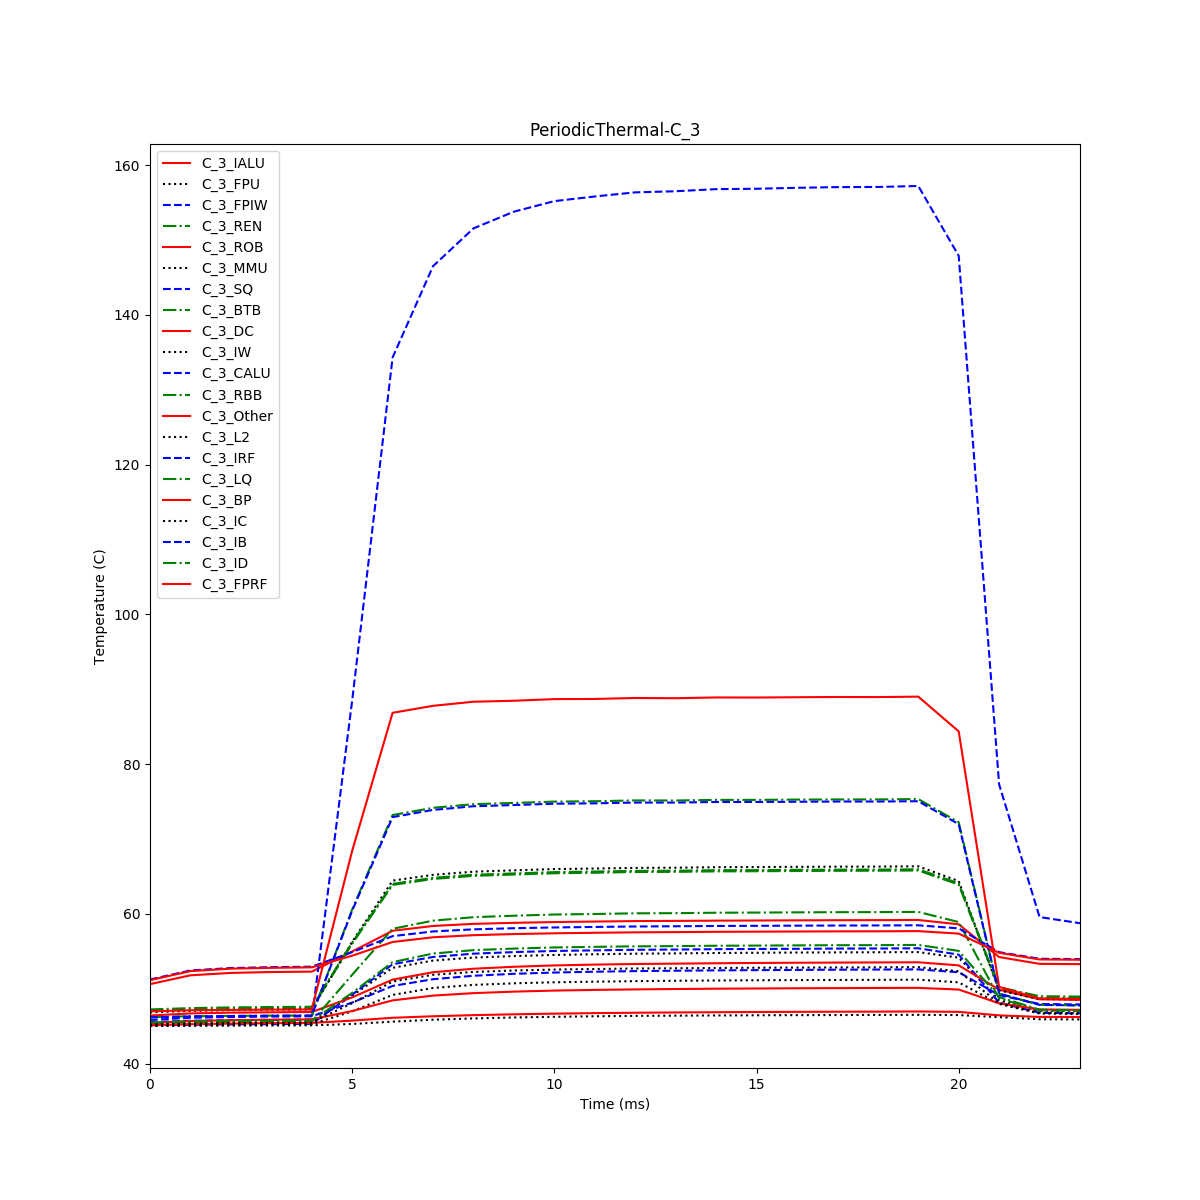 PeriodicThermal-C_3
160
140
120
100
80
60
40
Temperature (C)
C_3_IALU
C_3_FPU
C_3_FPIW
C_3_REN
C_3_ROB
C_3_MMU
C_3_SQ
C_3_BTB
C_3_DC
C_3_IW
C_3_CALU
C_3_RBB
C_3_Other
C_3_L2
C_3_IRF
C_3_LQ
C_3_BP
C_3_IC
C_3_IB
C_3_ID
C_3_FPRF
0 5 10 15 20
Time (ms)